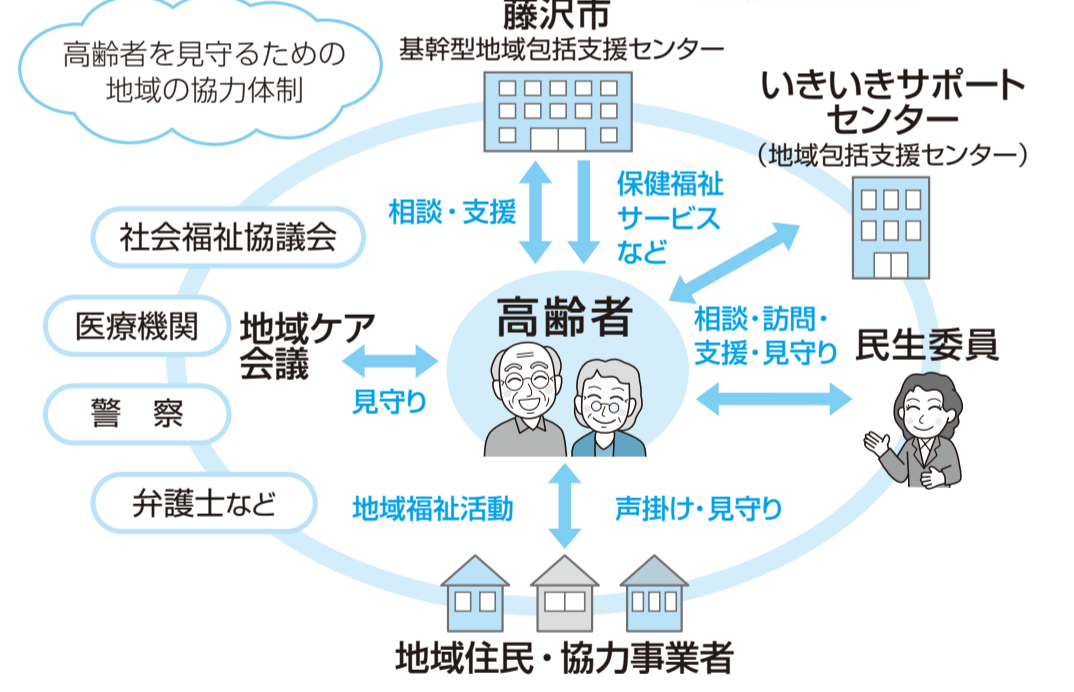 高齢者を見守るための
地域の協力体制
藤沢市
基幹型地域包括支援センター
いきいきサポート
センター
（地域包括支援センター）
相談・支援
保健福祉
サービス
など
社会福祉協議会
医療機関
警　察
弁護士など
地域ケア
会議
見守り
高齢者
相談・訪問・
支援・見守り
民生委員
地域福祉活動
声掛け・見守り
地域住民・協力事業者